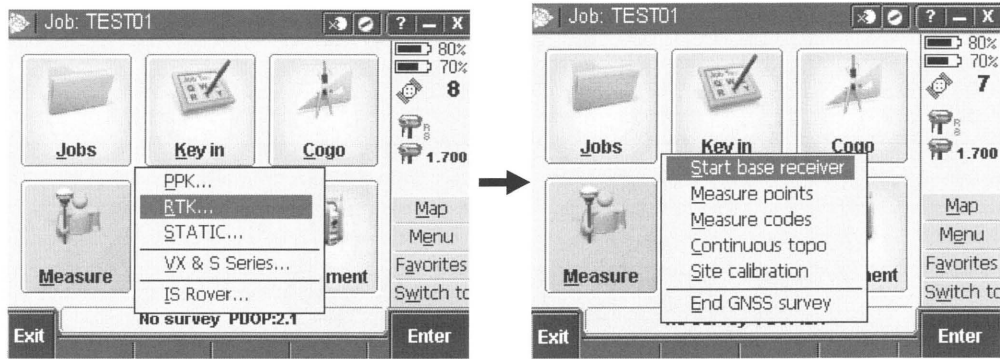 Job: TEST01
? – X
80%
70%
8
R
S
1.700
Jobs
Key in
Cogo
PPK...
RTK...
STATIC...
VX & S Series...
IS Rover...
Measure
ment
Map
Menu
Favorites
Switch to
No survey PDOP:2.1
Exit
Enter
Job: TEST01
? – X
80%
70%
7
R
S
1.700
Jobs
Key in
Cogo
Start base receiver
Measure points
Measure codes
Continuous topo
Site calibration
End GNSS survey
Measure
ent
Map
Menu
Favorites
Switch to
Exit
Enter